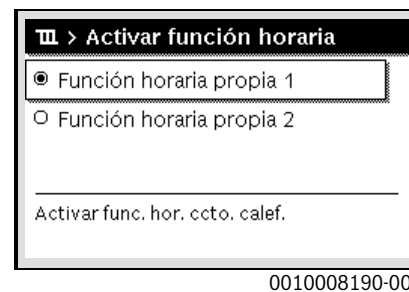 > Activar función horaria
Función horaria propia 1
Función horaria propia 2
Activar func. hor. ccto. calef.
0010008190-00